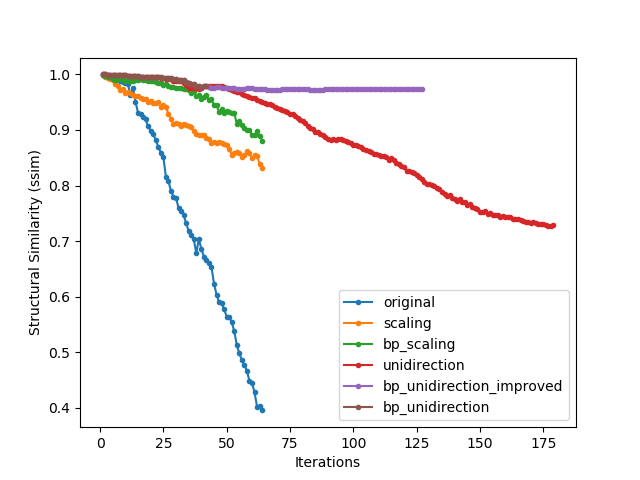 Structural Similarity (ssim)
1.0
0.9
0.8
0.7
0.6
0.5
0.4
original
scaling
bp_scaling
unidirection
bp_unidirection_improved
bp_unidirection
0 25 50 75 100 125 150 175
Iterations